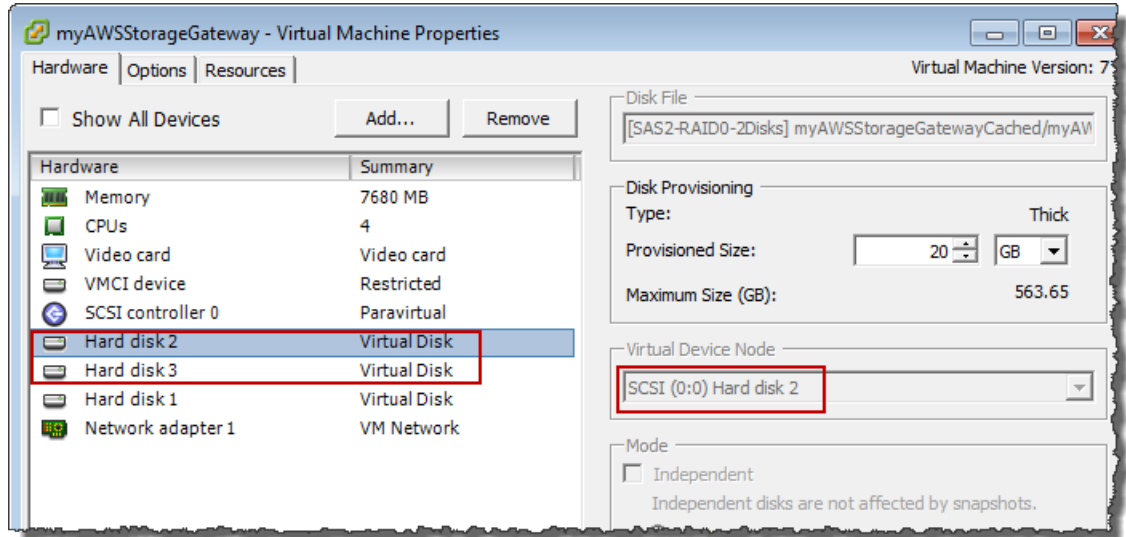 myAWSStorageGateway - Virtual Machine Properties
Hardware Options Resources
Virtual Machine Version: 7
Show All Devices
Add...
Remove
Hardware Summary
Memory 7680 MB
CPUs 4
Video card Video card
VMCI device Restricted
SCSI controller 0 Paravirtual
Hard disk 2 Virtual Disk
Hard disk 3 Virtual Disk
Hard disk 1 Virtual Disk
Network adapter 1 VM Network
Disk File
[SAS2-RAID0-2Disks] myAWSStorageGatewayCached/myAW
Disk Provisioning
Type: Thick
Provisioned Size: 20 GB
Maximum Size (GB): 563.65
Virtual Device Node
SCSI (0:0) Hard disk 2
Mode
Independent
Independent disks are not affected by snapshots.